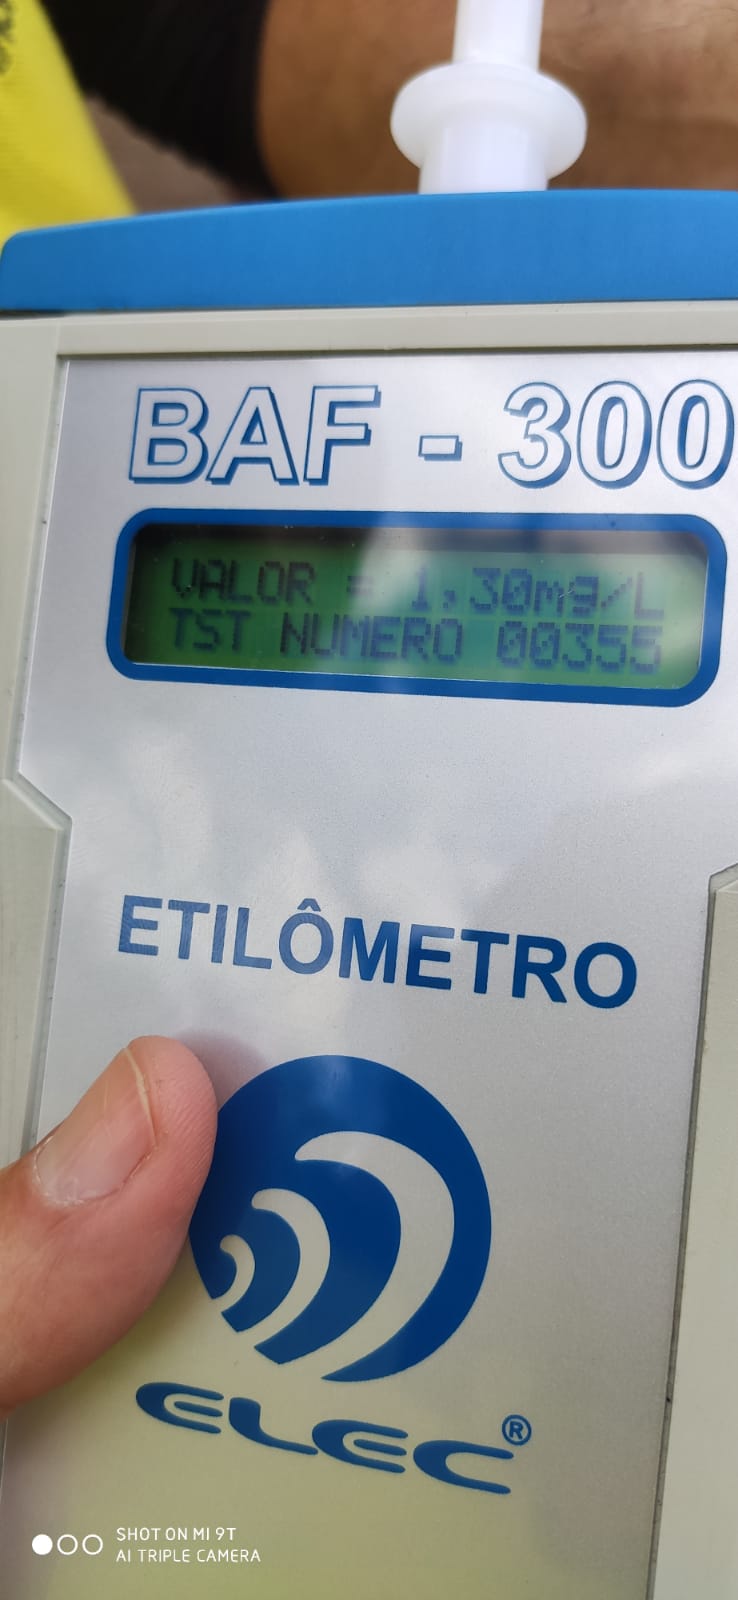 BAF - 300
VALOR = 1,30mg/L
TST NUMERO 00355
ETILÔMETRO
ELEC®
SHOT ON MI 9T
AI TRIPLE CAMERA